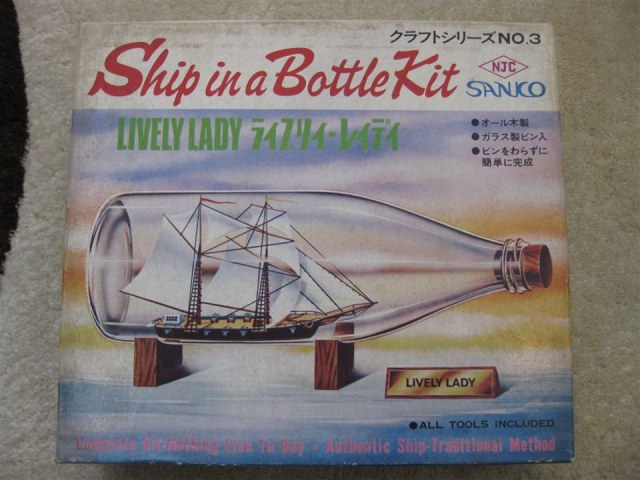 クラフトシリーズNO.3
Ship in a Bottle Kit
NJC
SANKO
LIVELY LADY ライブリィ・レイディ
●オール木製
●ガラス製ビン入
●ビンをわらずに
簡単に完成
LIVELY LADY
●ALL TOOLS INCLUDED
Complete Kit-Nothing Else To Buy • Authentic Ship-Traditional Method